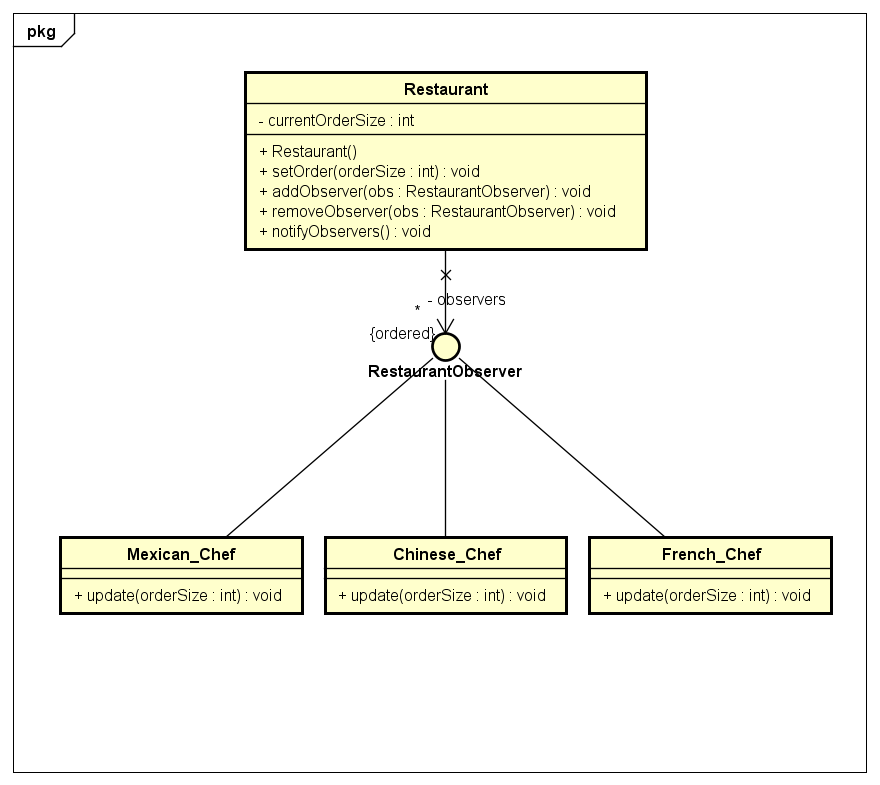 pkg
Restaurant
- currentOrderSize : int
+ Restaurant()
+ setOrder(orderSize : int) : void
+ addObserver(obs : RestaurantObserver) : void
+ removeObserver(obs : RestaurantObserver) : void
+ notifyObservers() : void
- observers
*
{ordered}
RestaurantObserver
Mexican_Chef
+ update(orderSize : int) : void
Chinese_Chef
+ update(orderSize : int) : void
French_Chef
+ update(orderSize : int) : void